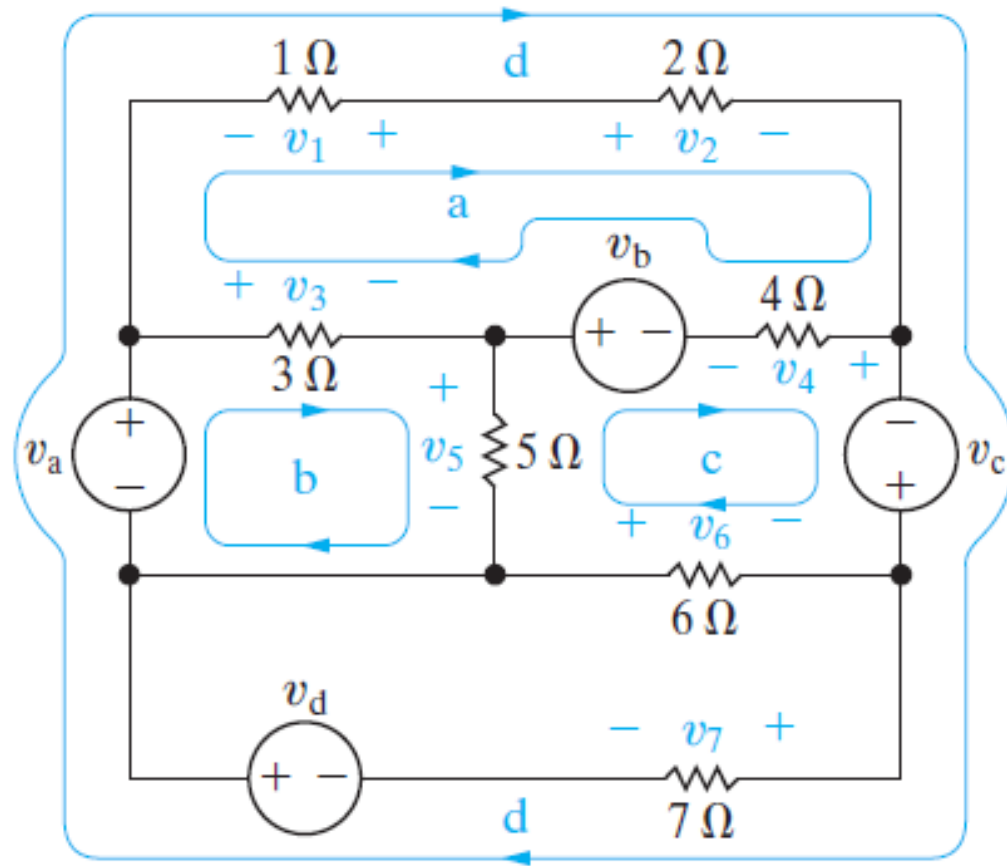 d
1 Ω 2 Ω
− v1 + + v2 −
a
vb
+ v3 − 4 Ω
+ −
3 Ω − v4 +
+ + −
va v5 5 Ω c vc
− b − +
+ v6 −
6 Ω
vd
− v7 +
+ −
7 Ω
d